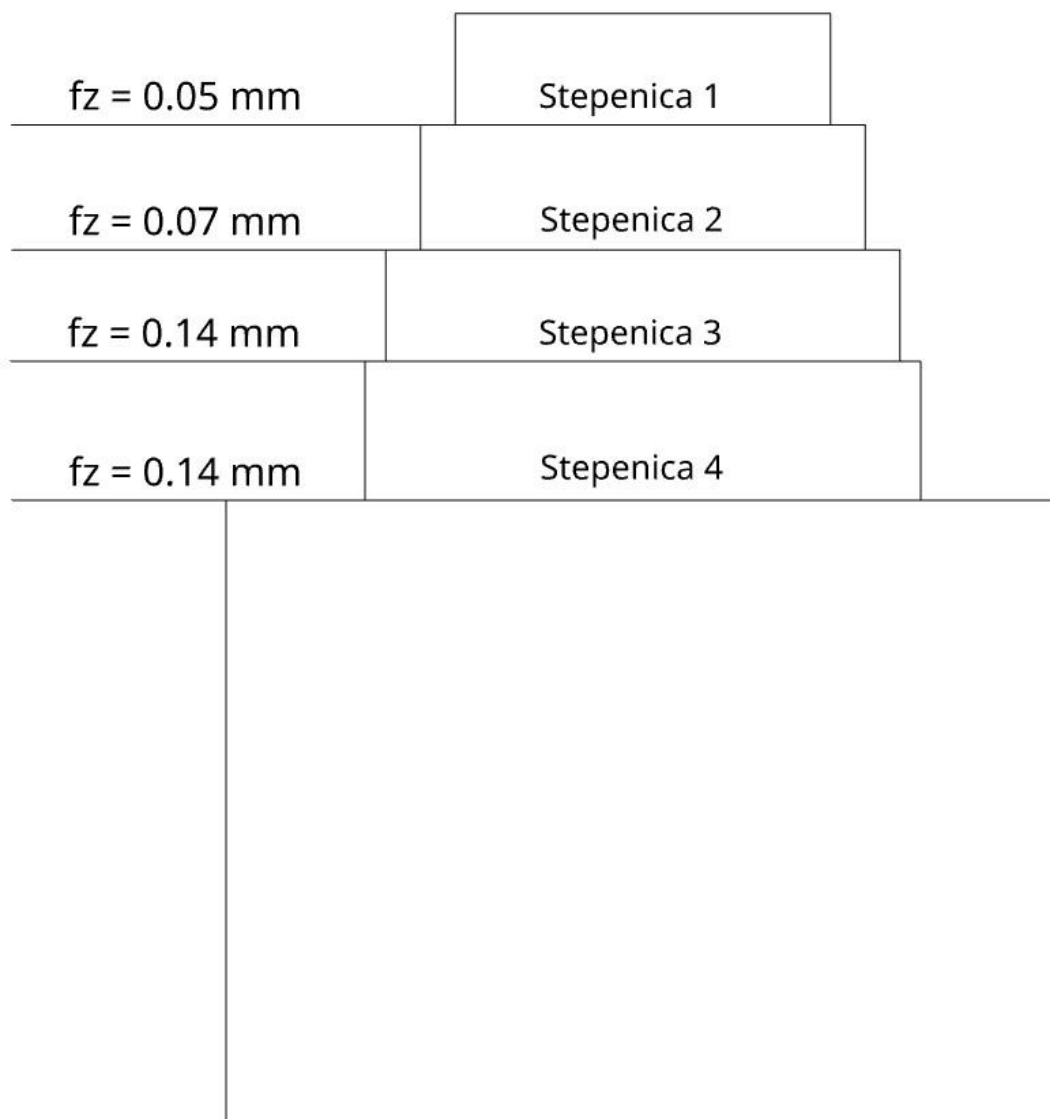 fz = 0.05 mm
Stepenica 1
fz = 0.07 mm
Stepenica 2
fz = 0.14 mm
Stepenica 3
fz = 0.14 mm
Stepenica 4